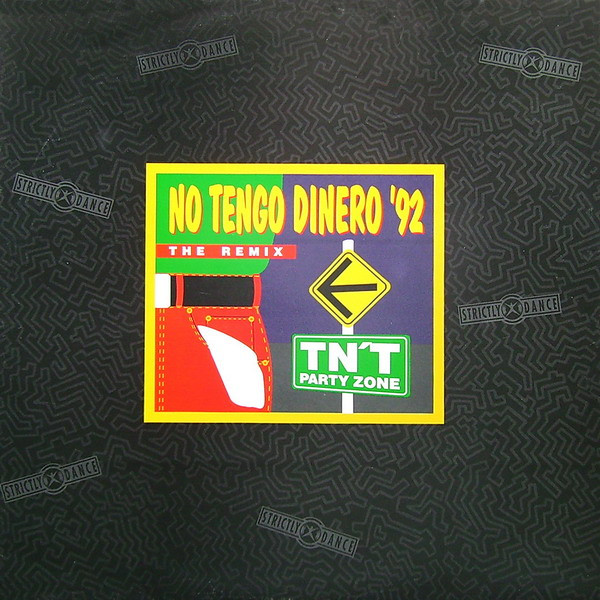 STRICTLY DANCE
STRICTLY DANCE
STRICTLY DANCE
NO TENGO DINERO '92
THE REMIX
STRICTLY DANCE
TN'T
PARTY ZONE
STRICTLY DANCE
STRICTLY DANCE